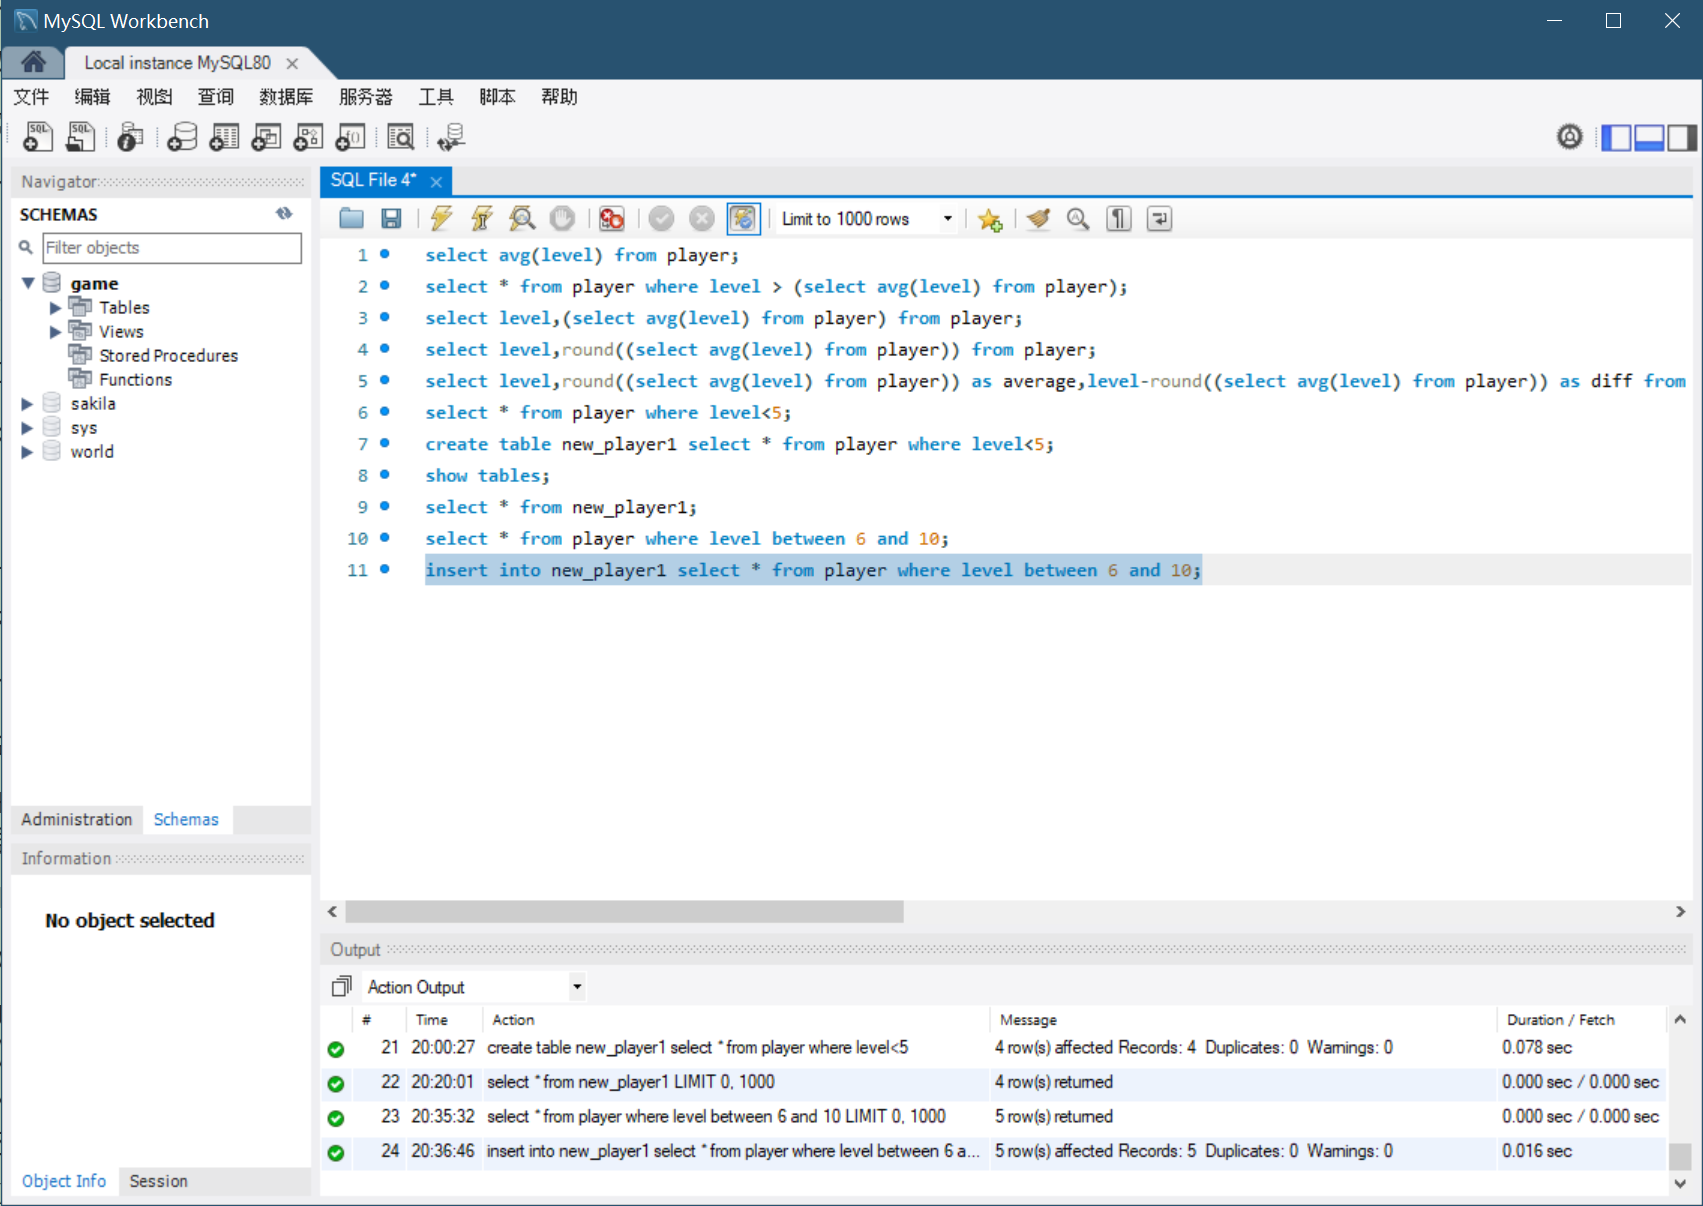 MySQL Workbench
Local instance MySQL80
文件 编辑 视图 查询 数据库 服务器 工具 脚本 帮助
Navigator
SCHEMAS
Filter objects
game
Tables
Views
Stored Procedures
Functions
sakila
sys
world
Administration Schemas
Information
No object selected
Object Info Session
SQL File 4*
Limit to 1000 rows
1 select avg(level) from player;
2 select * from player where level > (select avg(level) from player);
3 select level,(select avg(level) from player) from player;
4 select level,round((select avg(level) from player)) from player;
5 select level,round((select avg(level) from player)) as average,level-round((select avg(level) from player)) as diff from
6 select * from player where level<5;
7 create table new_player1 select * from player where level<5;
8 show tables;
9 select * from new_player1;
10 select * from player where level between 6 and 10;
11 insert into new_player1 select * from player where level between 6 and 10;
Output
Action Output
# Time Action Message Duration / Fetch
21 20:00:27 create table new_player1 select * from player where level<5 4 row(s) affected Records: 4 Duplicates: 0 Warnings: 0 0.078 sec
22 20:20:01 select * from new_player1 LIMIT 0, 1000 4 row(s) returned 0.000 sec / 0.000 sec
23 20:35:32 select * from player where level between 6 and 10 LIMIT 0, 1000 5 row(s) returned 0.000 sec / 0.000 sec
24 20:36:46 insert into new_player1 select * from player where level between 6 a... 5 row(s) affected Records: 5 Duplicates: 0 Warnings: 0 0.016 sec